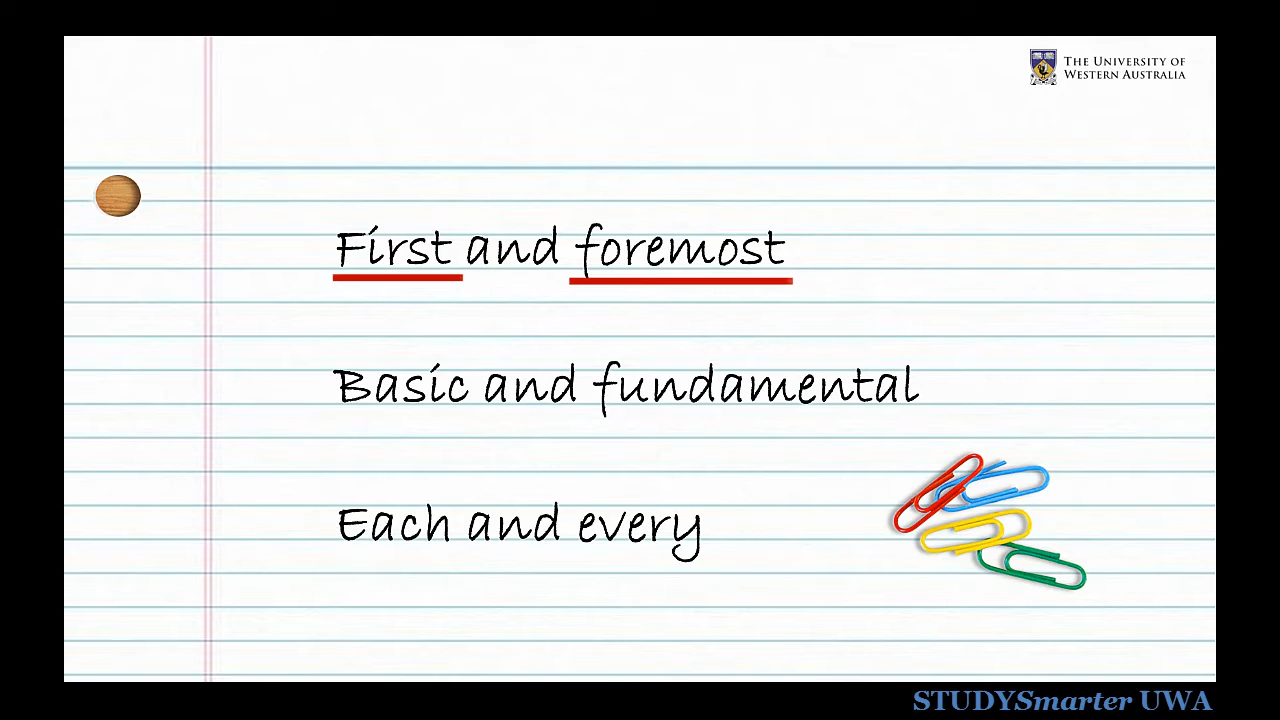 THE UNIVERSITY OF
WESTERN AUSTRALIA
First and foremost
Basic and fundamental
Each and every
STUDYSmarter UWA